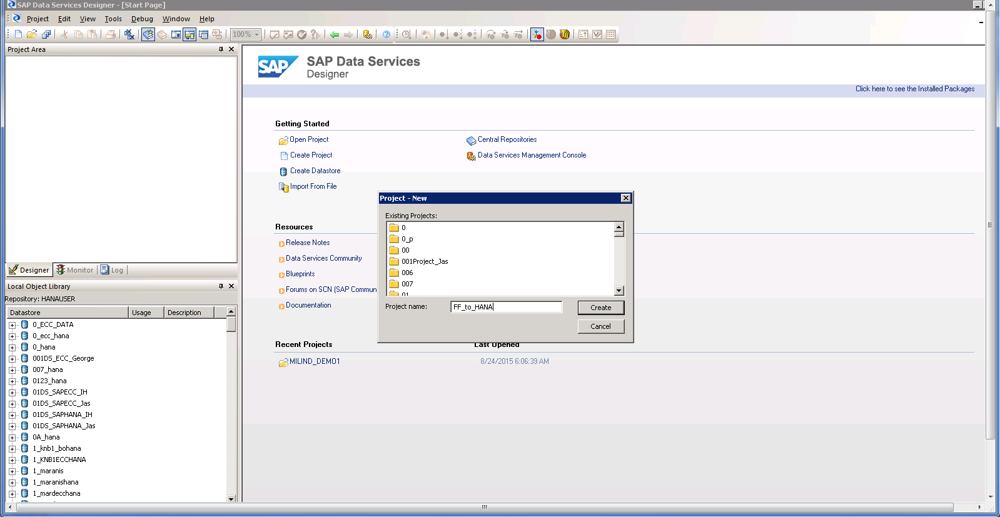 SAP Data Services Designer - [Start Page]
Project Edit View Tools Debug Window Help
100%
Project Area
SAP
SAP Data Services
Designer
Click here to see the Installed Packages
Getting Started
Open Project
Central Repositories
Create Project
Data Services Management Console
Create Datastore
Import From File
Project - New
Existing Projects:
0
0_p
00
001Project_Jas
006
007
01
Project name:
FF_to_HANA
Create
Cancel
Resources
Release Notes
Data Services Community
Blueprints
Forums on SCN (SAP Commun
Documentation
Recent Projects
Last Opened
MILIND_DEMO1
8/24/2015 6:06:39 AM
Designer Monitor Log
Local Object Library
Repository: HANAUSER
Datastore Usage Description
0_ECC_DATA
0_ecc_hana
0_hana
001DS_ECC_George
007_hana
0123_hana
01DS_SAPECC_IH
01DS_SAPECC_Jas
01DS_SAPHANA_IH
01DS_SAPHANA_Jas
0A_hana
1_knb1_bohana
1_KNB1ECCHANA
1_maranis
1_maranishana
1_mardecchana